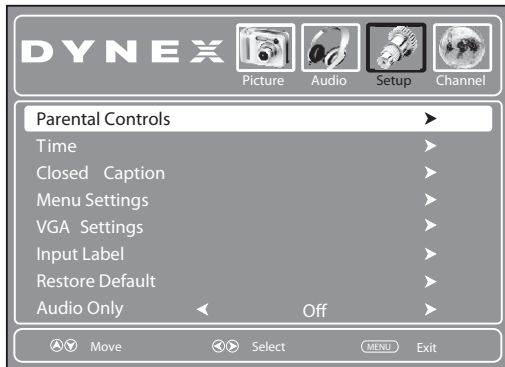 DYNEX
Picture Audio Setup Channel
Parental Controls
Time
Closed Caption
Menu Settings
VGA Settings
Input Label
Restore Default
Audio Only Off
Move Select MENU Exit